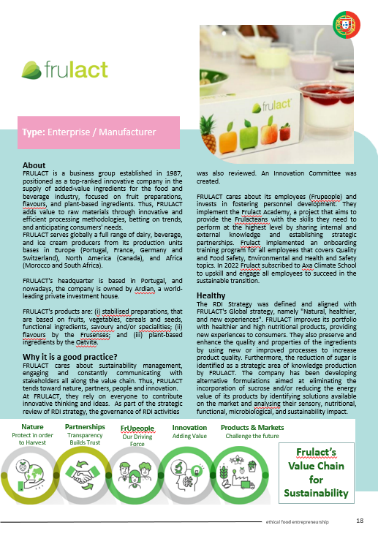 frulact
frulact
Type: Enterprise / Manufacturer
About
FRULACT is a business group established in 1987,
positioned as a top-ranked innovative company in the
supply of added-value ingredients for the food and
beverage industry, focused on fruit preparations,
flavours, and plant-based ingredients. Thus, FRULACT
adds value to raw materials through innovative and
efficient processing methodologies, betting on trends,
and anticipating consumers' needs.
FRULACT serves globally a full range of dairy, beverage,
and ice cream producers from its production units
bases in Europe (Portugal, France, Germany and
Switzerland), North America (Canada), and Africa
(Morocco and South Africa).
FRULACT's headquarter is based in Portugal, and
nowadays, the company is owned by Ardian, a world-
leading private investment house.
FRULACT's products are: (i) stabilised preparations, that
are based on fruits, vegetables, cereals and seeds,
functional ingredients, savoury and/or specialities; (ii)
flavours by the Frusenses; and (iii) plant-based
ingredients by the Oatvita.
Why it is a good practice?
FRULACT cares about sustainability management,
engaging and constantly communicating with
stakeholders all along the value chain. Thus, FRULACT
tends toward nature, partners, people and innovation.
At FRULACT, they rely on everyone to contribute
innovative thinking and ideas. As part of the strategic
review of RDI strategy, the governance of RDI activities
was also reviewed. An Innovation Committee was
created.
FRULACT cares about its employees (Frupeople) and
invests in fostering personnel development. They
implement the Frulact Academy, a project that aims to
provide the Frulacteans with the skills they need to
perform at the highest level by sharing internal and
external knowledge and establishing strategic
partnerships. Frulact implemented an onboarding
training program for all employees that covers Quality
and Food Safety, Environmental and Health and Safety
topics. In 2022 Frulact subscribed to Axa Climate School
to upskill and engage all employees to succeed in the
sustainable transition.
Healthy
The RDI Strategy was defined and aligned with
FRULACT's Global strategy, namely "Natural, healthier,
and new experiences". FRULACT improves its portfolio
with healthier and high nutritional products, providing
new experiences to consumers. They also preserve and
enhance the quality and properties of the ingredients
by using new or improved processes to increase
product quality. Furthermore, the reduction of sugar is
identified as a strategic area of knowledge production
by FRULACT. The company has been developing
alternative formulations aimed at eliminating the
incorporation of sucrose and/or reducing the energy
value of its products by identifying solutions available
on the market and analysing their sensory, nutritional,
functional, microbiological, and sustainability impact.
Nature
Protect in order
to Harvest
Partnerships
Transparency
Builds Trust
FrUpeople
Our Driving
Force
Innovation
Adding Value
Products & Markets
Challenge the future
Frulact's
Value Chain
for
Sustainability
ethical food entrepreneurship
18